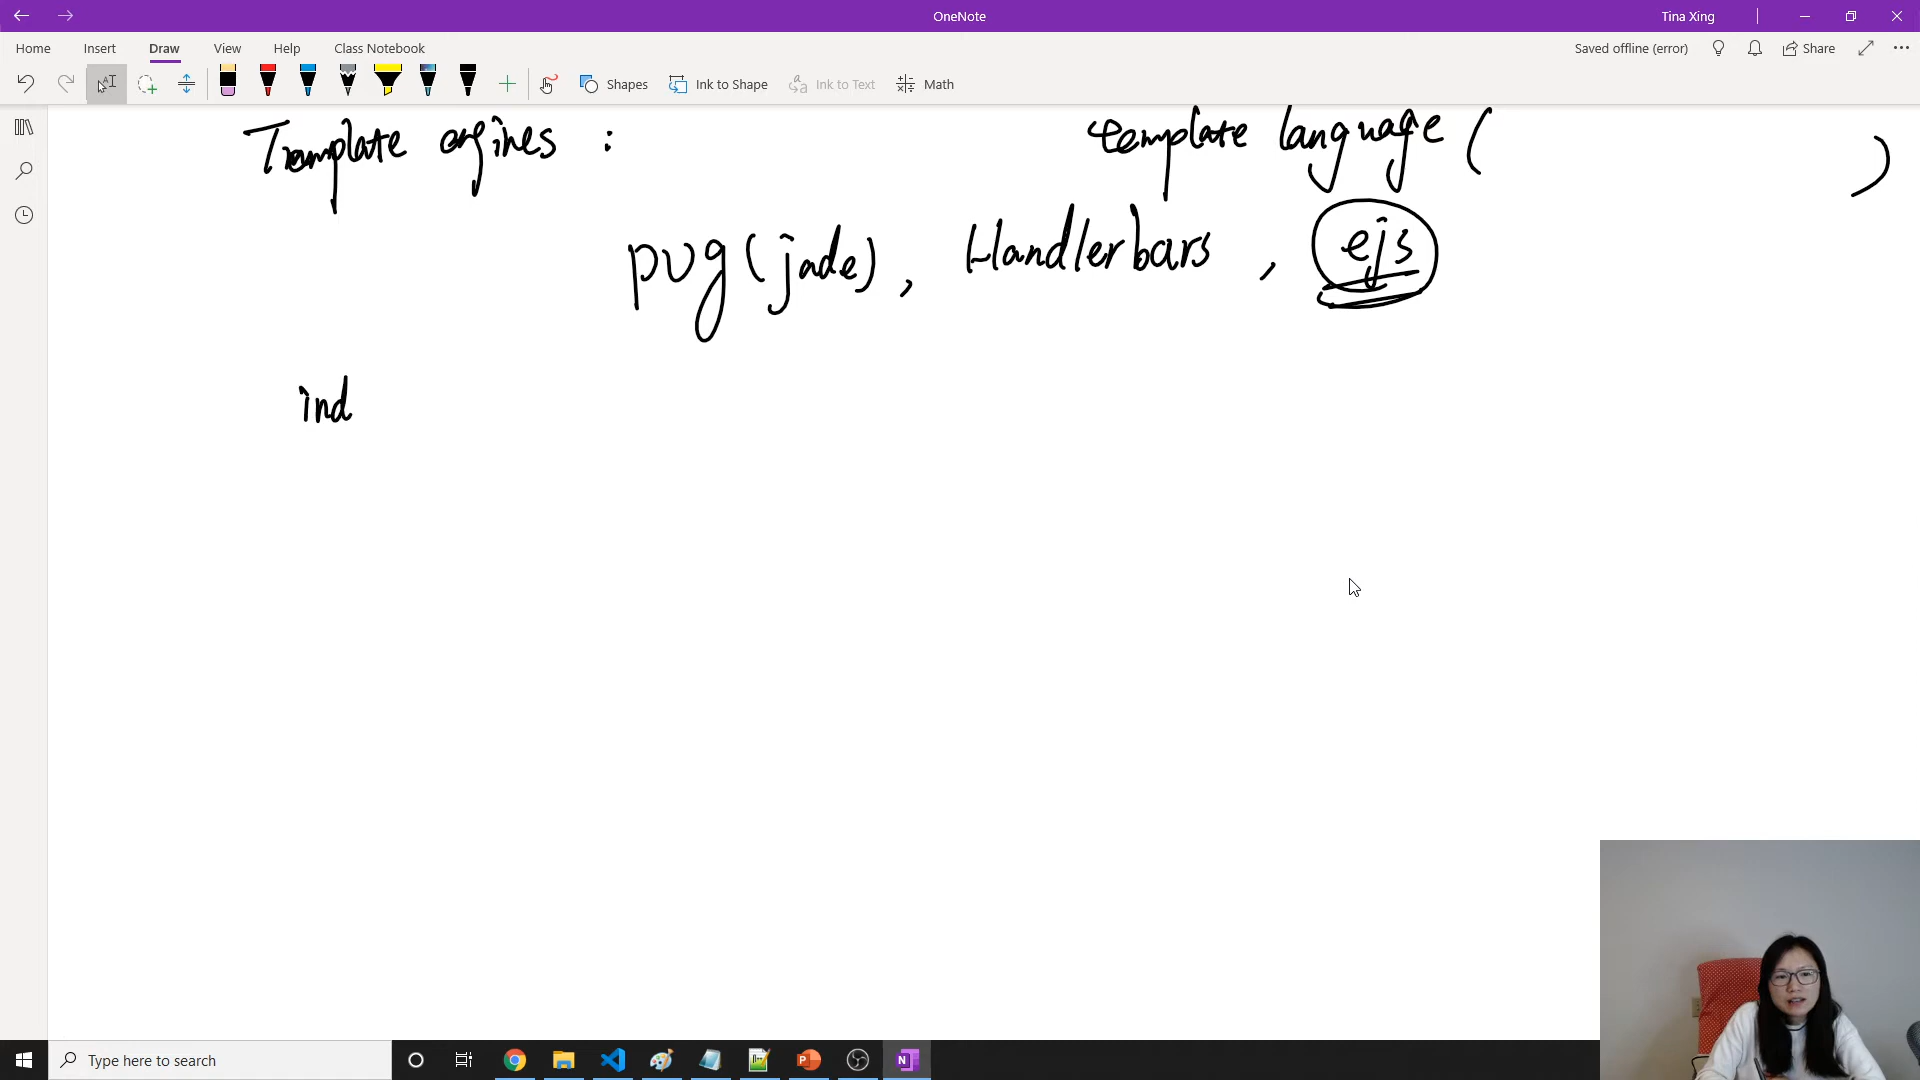 OneNote
Tina Xing
Home Insert Draw View Help Class Notebook
Saved offline (error) Share
Shapes Ink to Shape Ink to Text Math
Template engines : template language ( )
pug (jade) , Handlerbars , ejs
ind
Type here to search